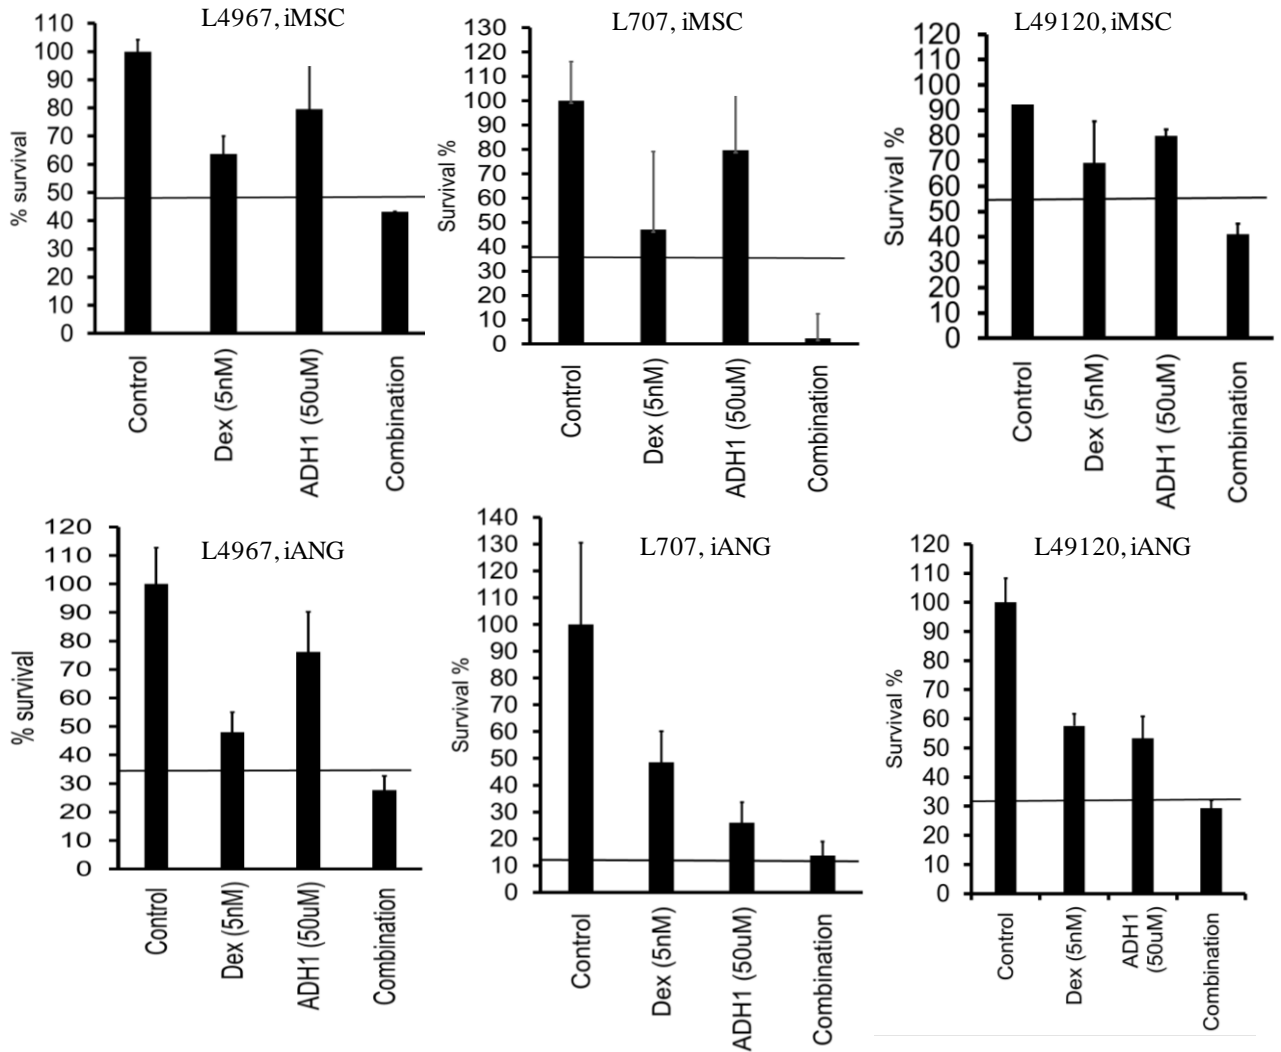 L4967, iMSC
% survival
110
100
90
80
70
60
50
40
30
20
10
0
Control
Dex (5nM)
ADH1 (50uM)
Combination
L707, iMSC
Survival %
130
120
110
100
90
80
70
60
50
40
30
20
10
0
Control
Dex (5nM)
ADH1 (50uM)
Combination
L49120, iMSC
Survival %
120
100
90
80
70
60
50
40
30
20
10
0
Control
Dex (5nM)
ADH1 (50uM)
Combination
L4967, iANG
% survival
120
110
100
90
80
70
60
50
40
30
20
10
0
Control
Dex (5nM)
ADH1 (50uM)
Combination
L707, iANG
Survival %
140
130
120
110
100
90
80
70
60
50
40
30
20
10
0
Control
Dex (5nM)
ADH1 (50uM)
Combination
L49120, iANG
Survival %
120
110
100
90
80
70
60
50
40
30
20
10
0
Control
Dex (5nM)
ADH1
(50uM)
Combination